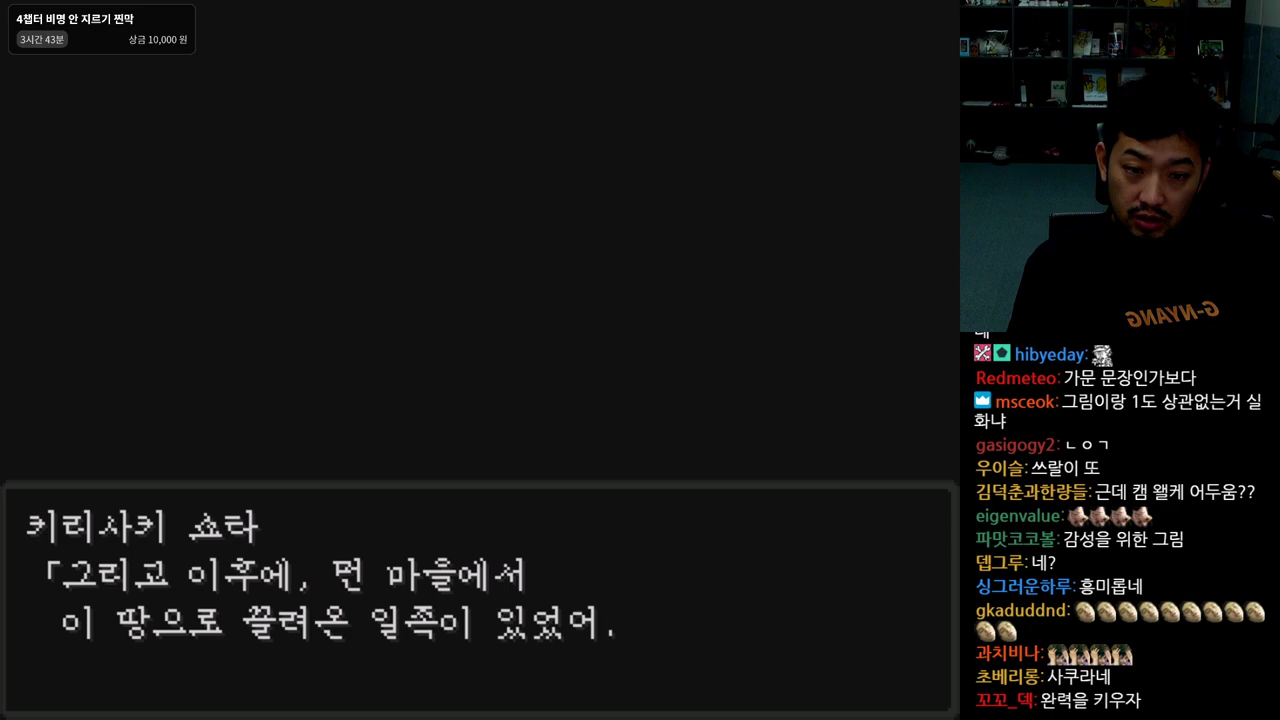 4챕터 비명 안 지르기 찐막
3시간 43분
상금 10,000 원
G-NYANG
hibyeday:
Redmeteo: 가문 문장인가보다
msceok: 그림이랑 1도 상관없는거 실
화냐
gasigogy2: ㄴㅇㄱ
우이슬: 쓰랄이 또
김덕춘과한량들: 근데 캠 왤케 어두움??
eigenvalue:
파맛코코볼: 감성을 위한 그림
뎁그루: 네?
싱그러운하루: 흥미롭네
gkaduddnd:
과치비나:
초베리롱: 사쿠라네
꼬꼬_덱: 완력을 키우자
키리사키 쇼타
「그리고 이후에, 먼 마을에서
이 땅으로 끌려온 일족이 있었어.